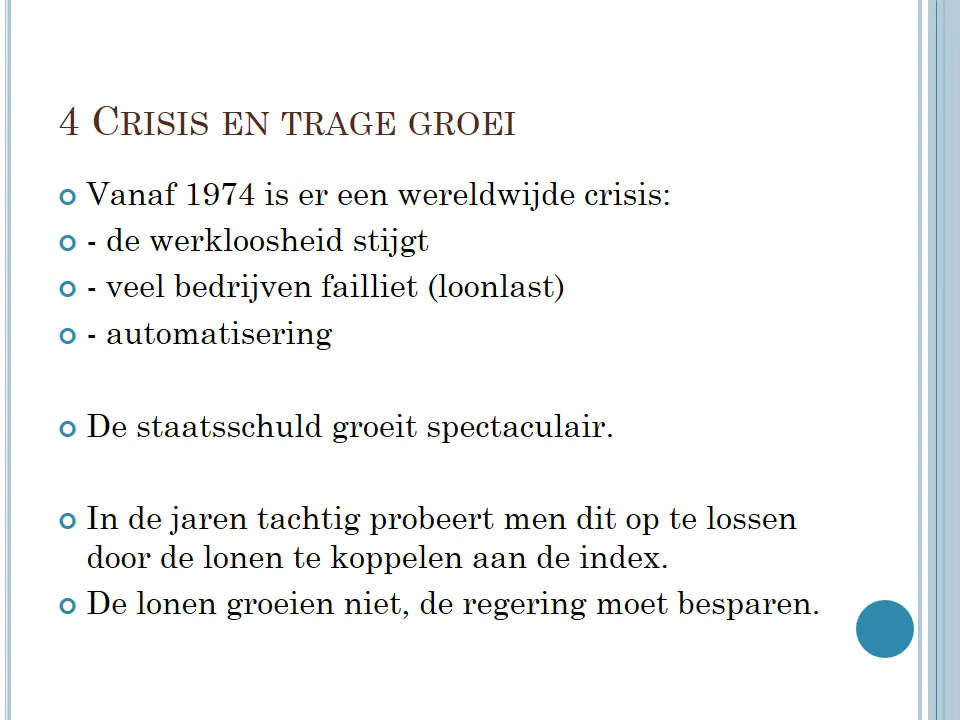 4 Crisis en trage groei
Vanaf 1974 is er een wereldwijde crisis:
- de werkloosheid stijgt
- veel bedrijven failliet (loonlast)
- automatisering
De staatsschuld groeit spectaculair.
In de jaren tachtig probeert men dit op te lossen
door de lonen te koppelen aan de index.
De lonen groeien niet, de regering moet besparen.